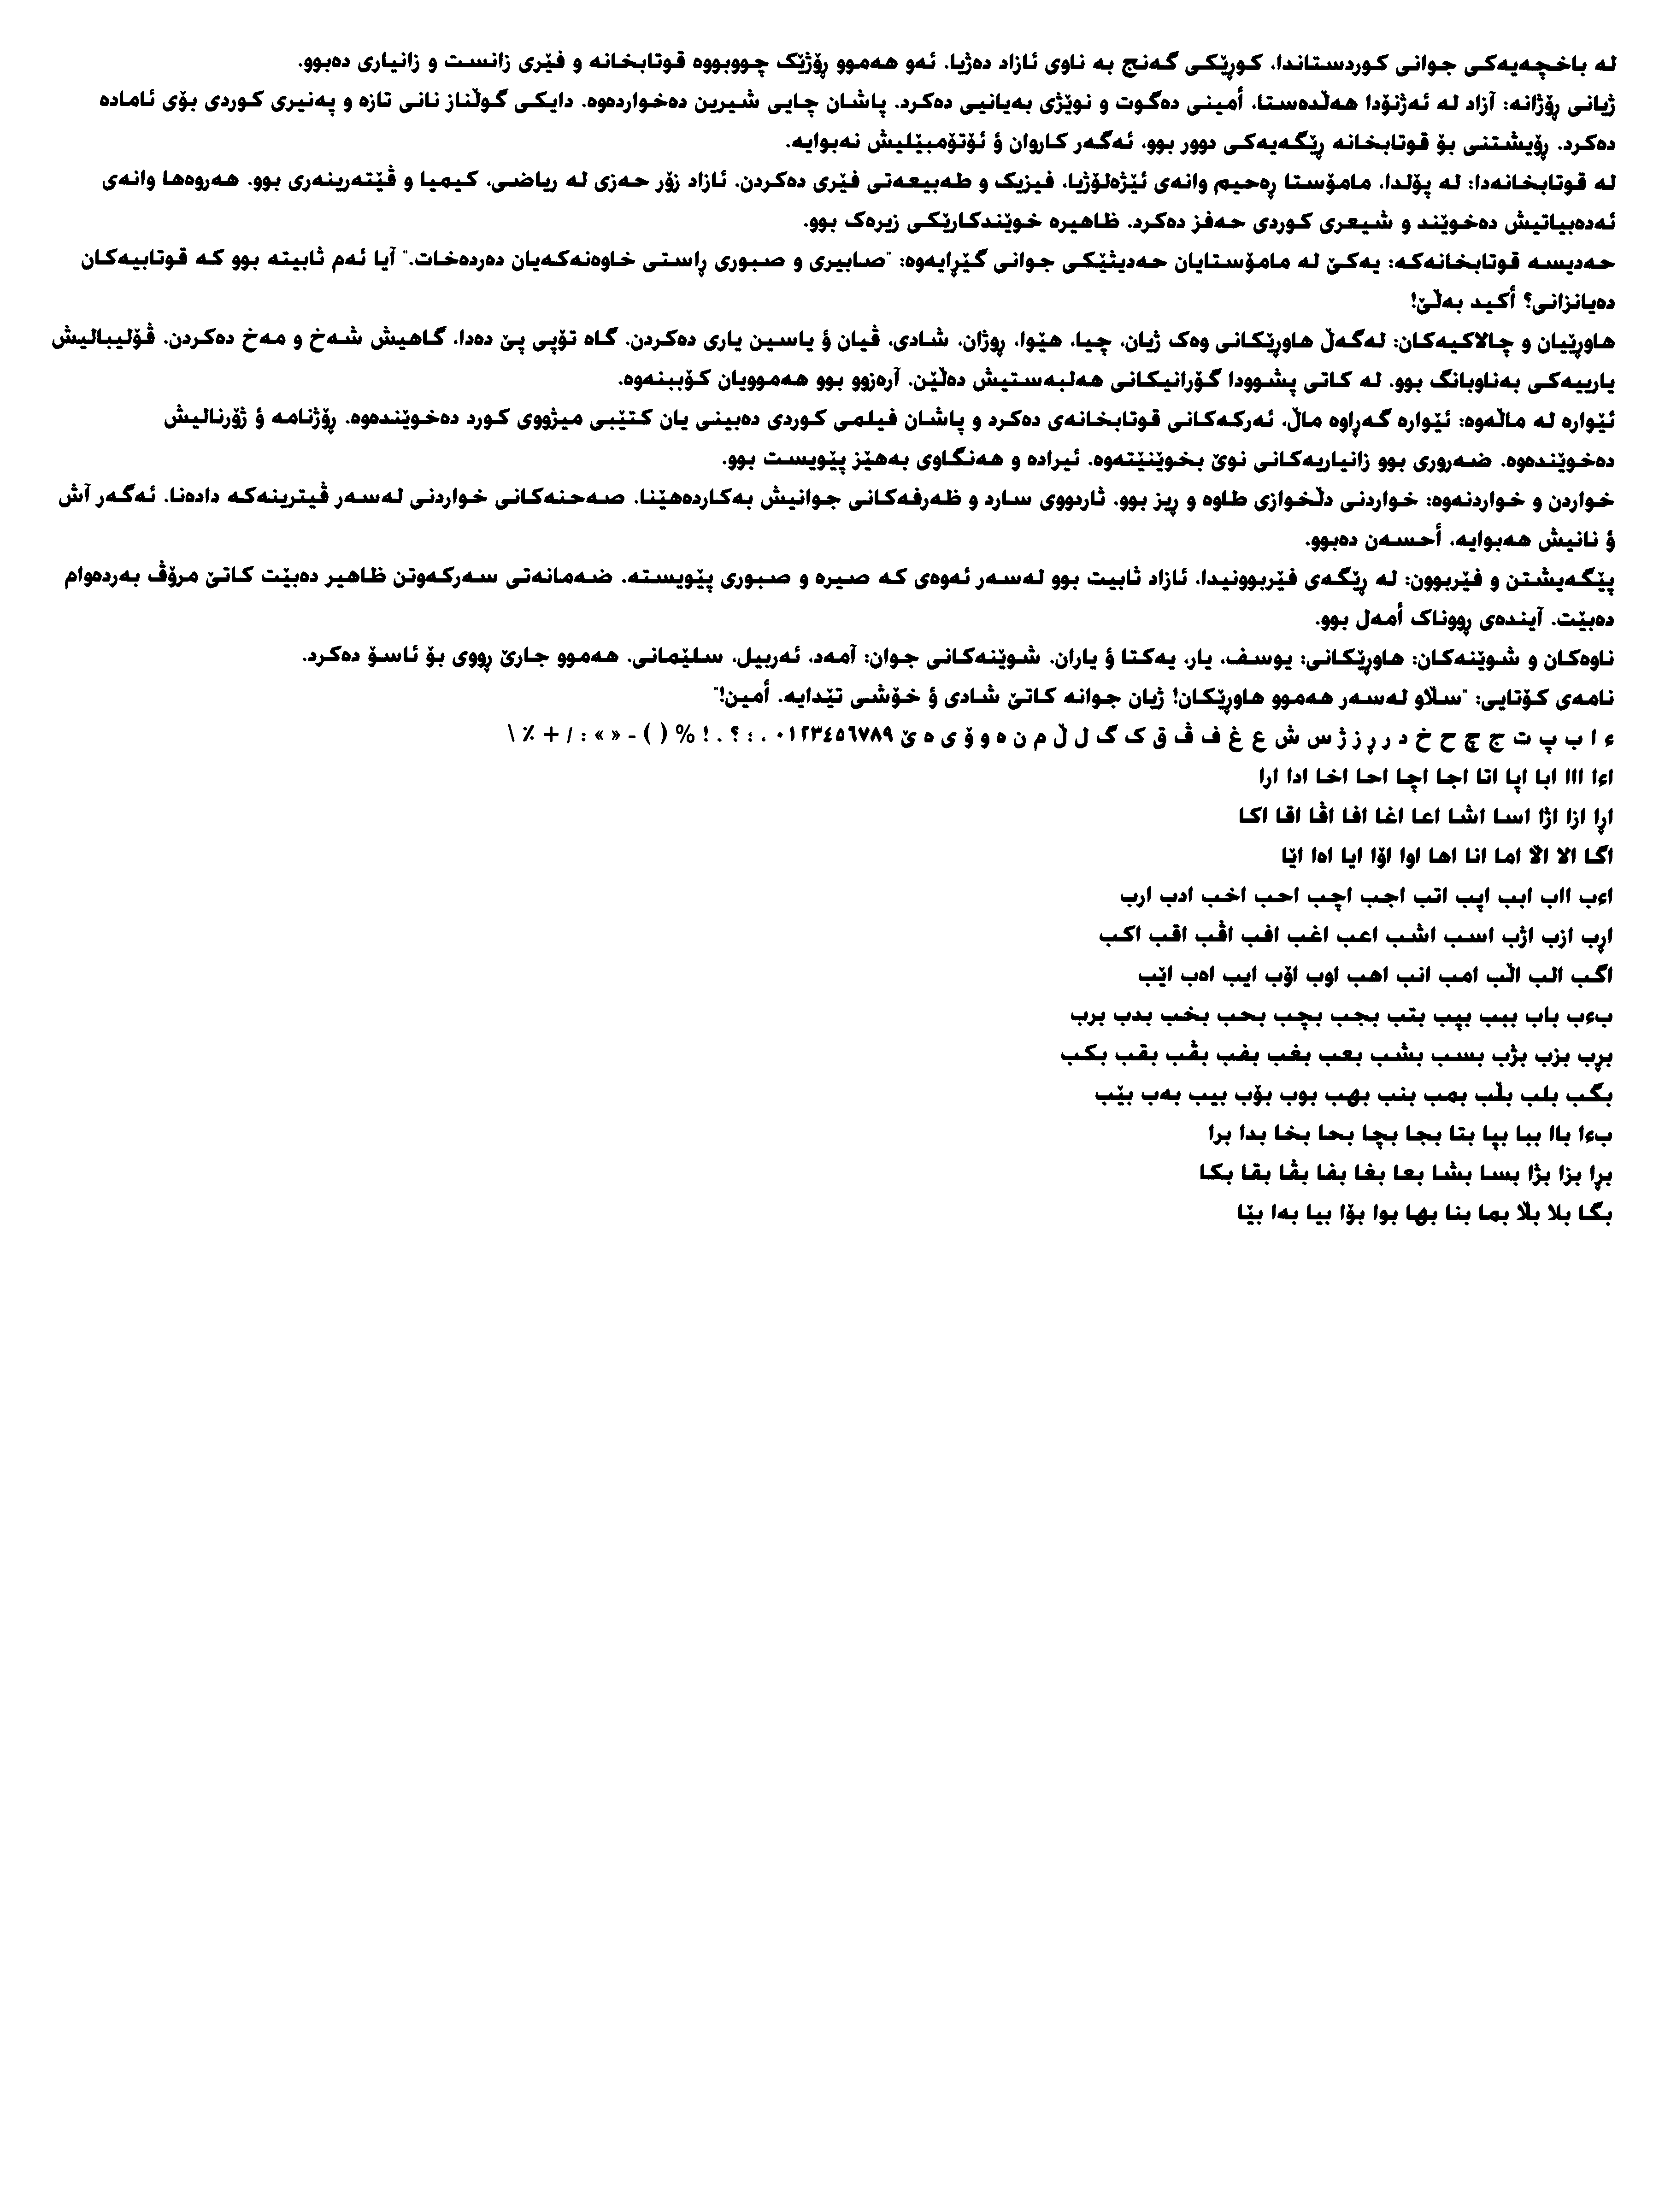 لە باخچەیەکی جوانی کوردستاندا، کوڕێکی گەنج بە ناوی ئازاد دەژیا. ئەو هەموو ڕۆژێک چووبووە قوتابخانە و فێری زانست و زانیاری دەبوو.
ژیانی ڕۆژانە: آزاد لە ئەژنۆدا هەڵدەستا، أمینی دەگوت و نوێژی بەیانیی دەکرد. پاشان چایی شیرین دەخواردەوە. دایکی گوڵناز نانی تازە و پەنیری کوردی بۆی ئامادە
دەکرد. ڕۆیشتنی بۆ قوتابخانە ڕێگەیەکی دوور بوو، ئەگەر کاروان ؤ ئۆتۆمبێلیش نەبوایە.
لە قوتابخانەدا: لە پۆلدا، مامۆستا ڕەحیم وانەی ئێژەلۆژیا، فیزیک و طەبیعەتی فێری دەکردن. ئازاد زۆر حەزی لە ریاضی، کیمیا و ڤێتەرینەری بوو. هەروەها وانەی
ئەدەبیاتیش دەخوێند و شیعری کوردی حەفز دەکرد. ظاهیرە خوێندکارێکی زیرەک بوو.
حەدیسە قوتابخانەکە: یەکێ لە مامۆستایان حەدیثێکی جوانی گێڕایەوە: "صابیری و صبوری ڕاستی خاوەنەکەیان دەردەخات." آیا ئەم ثابیتە بوو کە قوتابیەکان
دەیانزانی؟ أکید بەڵێ!
هاوڕێیان و چالاکیەکان: لەگەڵ هاوڕێکانی وەک ژیان، چیا، هێوا، ڕوژان، شادی، ڤیان ؤ یاسین یاری دەکردن. گاە تۆپی پێ دەدا، گاهیش شەخ و مەخ دەکردن. ڤۆلیبالیش
یارییەکی بەناوبانگ بوو. لە کاتی پشوودا گۆرانیکانی هەلبەستیش دەڵێن. آرەزوو بوو هەموویان کۆببنەوە.
ئێوارە لە ماڵەوە: ئێوارە گەڕاوە ماڵ، ئەرکەکانی قوتابخانەی دەکرد و پاشان فیلمی کوردی دەبینی یان کتێبی میژووی کورد دەخوێندەوە. ڕۆژنامە ؤ ژۆرنالیش
دەخوێندەوە. ضەروری بوو زانیاریەکانی نوێ بخوێنێتەوە. ئیرادە و هەنگاوی بەهێز پێویست بوو.
خواردن و خواردنەوە: خواردنی دڵخوازی طاوە و ڕیز بوو. ثاردووی سارد و ظەرفەکانی جوانیش بەکاردەهێنا. صەحنەکانی خواردنی لەسەر ڤیترینەکە دادەنا. ئەگەر آش
ؤ نانیش هەبوایە، أحسەن دەبوو.
پێگەیشتن و فێربوون: لە ڕێگەی فێربوونیدا، ئازاد ثابیت بوو لەسەر ئەوەی کە صیرە و صبوری پێویستە. ضەمانەتی سەرکەوتن ظاهیر دەبێت کاتێ مرۆڤ بەردەوام
دەبێت. آیندەی ڕووناک أمەل بوو.
ناوەکان و شوێنەکان: هاوڕێکانی: یوسف، یار، یەکتا ؤ یاران. شوێنەکانی جوان: آمەد، ئەربیل، سلێمانی. هەموو جارێ ڕووی بۆ ئاسۆ دەکرد.
نامەی کۆتایی: "سڵاو لەسەر هەموو هاوڕێکان! ژیان جوانە کاتێ شادی ؤ خۆشی تێدایە. أمین!"
ء ا ب پ ت ج چ ح خ د ر ڕ ز ژ س ش ع غ ف ڤ ق ک گ ل ڵ م ن ه و ۆ ی ە ێ ٠١٢٣٤٥٦٧٨٩ ، ؛ ؟ . ! % ( ) - « » : / + ٪ \
اءا ااا ابا اپا اتا اجا اچا احا اخا ادا ارا
اڕا ازا اژا اسا اشا اعا اغا افا اڤا اقا اکا
اگا الا اڵا اما انا اها اوا اۆا ایا اەا اێا
اءب ااب ابب اپب اتب اجب اچب احب اخب ادب ارب
اڕب ازب اژب اسب اشب اعب اغب افب اڤب اقب اکب
اگب الب اڵب امب انب اهب اوب اۆب ایب اەب اێب
بءب باب ببب بپب بتب بجب بچب بحب بخب بدب برب
بڕب بزب بژب بسب بشب بعب بغب بفب بڤب بقب بکب
بگب بلب بڵب بمب بنب بهب بوب بۆب بیب بەب بێب
بءا باا ببا بپا بتا بجا بچا بحا بخا بدا برا
بڕا بزا بژا بسا بشا بعا بغا بفا بڤا بقا بکا
بگا بلا بڵا بما بنا بها بوا بۆا بیا بەا بێا